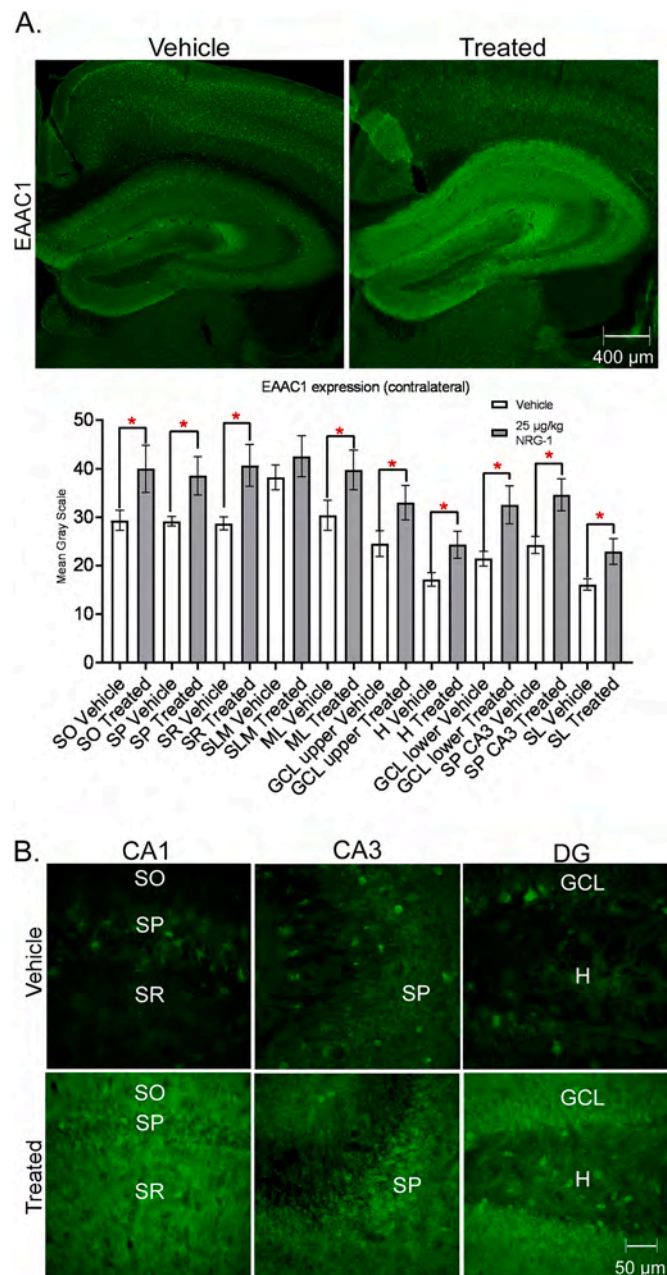 A.
Vehicle
Treated
EAAC1
400 µm
EAAC1 expression (contralateral)
Vehicle
25 µg/kg
NRG-1
Mean Gray Scale
50
40
30
20
10
0
* * * * * * * * *
SO Vehicle
SO Treated
SP Vehicle
SP Treated
SR Vehicle
SR Treated
SLM Vehicle
SLM Treated
ML Vehicle
ML Treated
GCL upper Vehicle
GCL upper Treated
H Vehicle
H Treated
GCL lower Vehicle
GCL lower Treated
SP CA3 Vehicle
SP CA3 Treated
SL Vehicle
SL Treated
B.
CA1 CA3 DG
Vehicle
SO
SP
SR
SP
GCL
H
Treated
SO
SP
SR
SP
GCL
H
50 µm